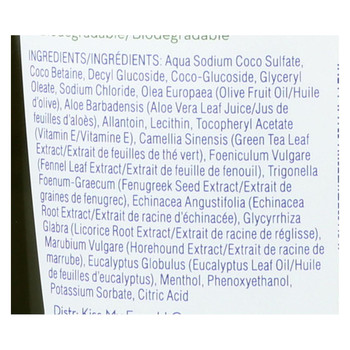 Biodegradable/ Biodégradable
INGREDIENTS/INGRÉDIENTS: Aqua Sodium Coco Sulfate,
Coco Betaine, Decyl Glucoside, Coco-Glucoside, Glyceryl
Oleate, Sodium Chloride, Olea Europaea (Olive Fruit Oil/Huile
d'olive), Aloe Barbadensis (Aloe Vera Leaf Juice/Jus de
feuilles d'aloès), Allantoin, Lecithin, Tocopheryl Acetate
(Vitamin E/Vitamine E), Camellia Sinensis (Green Tea Leaf
Extract/Extrait de feuilles de thé vert), Foeniculum Vulgare
(Fennel Leaf Extract/Extrait de feuille de fenouil), Trigonella
Foenum-Graecum (Fenugreek Seed Extract/Extrait de
graines de fenugrec), Echinacea Angustifolia (Echinacea
Root Extract/Extrait de racine d'échinacée), Glycyrrhiza
Glabra (Licorice Root Extract/Extrait de racine de réglisse),
Marubium Vulgare (Horehound Extract/Extrait de racine de
marrube), Eucalyptus Globulus (Eucalyptus Leaf Oil/Huile
de feuilles d'eucalyptus), Menthol, Phenoxyethanol,
Potassium Sorbate, Citric Acid
Distr: Kiss My